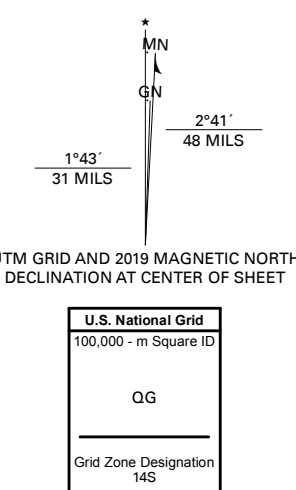 ★
MN
GN
2°41´
48 MILS
1°43´
31 MILS
UTM GRID AND 2019 MAGNETIC NORTH
DECLINATION AT CENTER OF SHEET
U.S. National Grid
100,000 - m Square ID
QG
Grid Zone Designation
14S